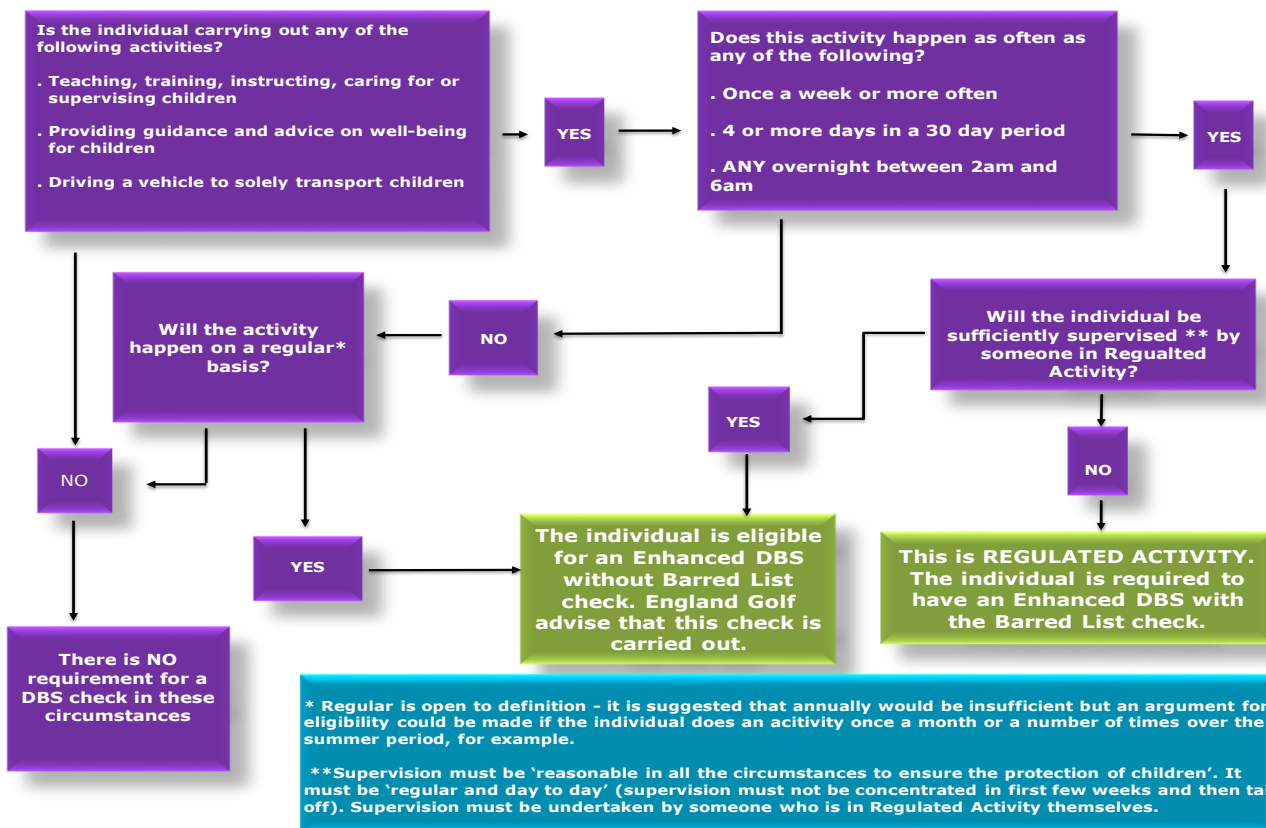 Is the individual carrying out any of the
following activities?
. Teaching, training, instructing, caring for or
supervising children
. Providing guidance and advice on well-being
for children
. Driving a vehicle to solely transport children
YES
Does this activity happen as often as
any of the following?
. Once a week or more often
. 4 or more days in a 30 day period
. ANY overnight between 2am and
6am
YES
Will the activity
happen on a regular*
basis?
NO
Will the individual be
sufficiently supervised ** by
someone in Regualted
Activity?
YES
NO
NO
YES
The individual is eligible
for an Enhanced DBS
without Barred List
check. England Golf
advise that this check is
carried out.
This is REGULATED ACTIVITY.
The individual is required to
have an Enhanced DBS with
the Barred List check.
There is NO
requirement for a
DBS check in these
circumstances
* Regular is open to definition - it is suggested that annually would be insufficient but an argument for
eligibility could be made if the individual does an acitivity once a month or a number of times over the
summer period, for example.
**Supervision must be ‘reasonable in all the circumstances to ensure the protection of children’. It
must be ‘regular and day to day’ (supervision must not be concentrated in first few weeks and then
off). Supervision must be undertaken by someone who is in Regulated Activity themselves.